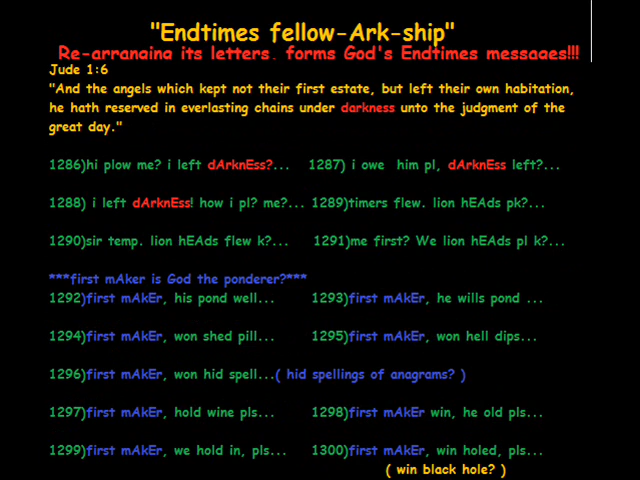 "Endtimes fellow-Ark-ship"
Re-arranging its letters, forms God's Endtimes messages!!!
Jude 1:6
"And the angels which kept not their first estate, but left their own habitation,
he hath reserved in everlasting chains under darkness unto the judgment of the
great day."
1286)hi plow me? i left dArknEss?... 1287) i owe him pl, dArknEss left?...
1288) i left dArknEss! how i pl? me?... 1289)timers flew. lion hEAds pk?...
1290)sir temp. lion hEAds flew k?... 1291)me first? We lion hEAds pl k?...
***first mAker is God the ponderer?***
1292)first mAkEr, his pond well... 1293)first mAkEr, he wills pond ...
1294)first mAkEr, won shed pill... 1295)first mAkEr, won hell dips...
1296)first mAkEr, won hid spell...( hid spellings of anagrams? )
1297)first mAkEr, hold wine pls... 1298)first mAkEr win, he old pls...
1299)first mAkEr, we hold in, pls... 1300)first mAkEr, win holed, pls...
( win black hole? )